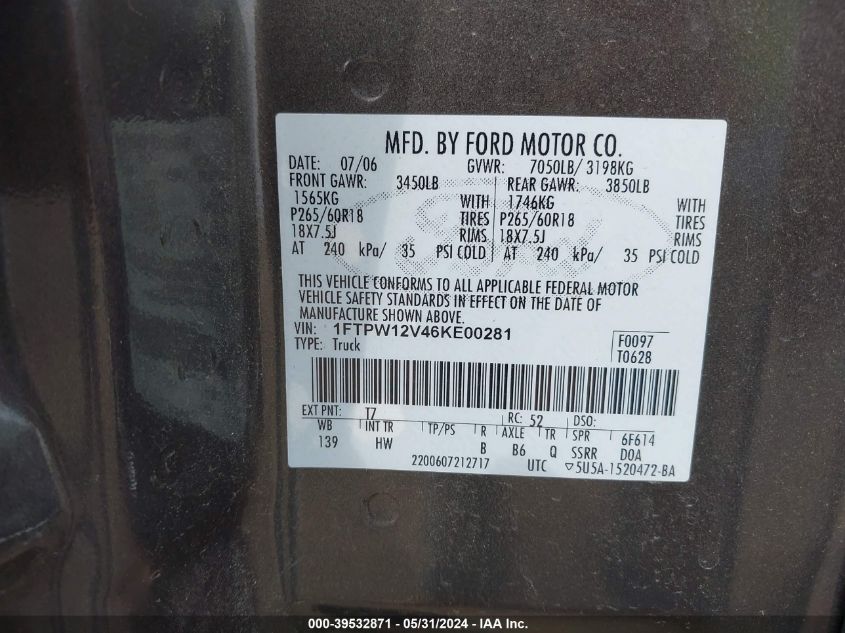 MFD. BY FORD MOTOR CO.
DATE: 07/06 GVWR: 7050LB/ 3198KG
FRONT GAWR: 3450LB REAR GAWR: 3850LB
1565KG WITH 1746KG WITH
P265/60R18 TIRES P265/60R18 TIRES
18X7.5J RIMS 18X7.5J RIMS
AT 240 kPa/ 35 PSI COLD AT 240 kPa/ 35 PSI COLD
THIS VEHICLE CONFORMS TO ALL APPLICABLE FEDERAL MOTOR
VEHICLE SAFETY STANDARDS IN EFFECT ON THE DATE OF
MANUFACTURE SHOWN ABOVE.
VIN: 1FTPW12V46KE00281 F0097
TYPE: Truck T0628
EXT PNT: T7 RC: 52 DSO:
WB INT TR TP/PS R AXLE TR SPR 6F614
139 HW B B6 Q SSRR DOA
2200607212717 UTC ▽5U5A-1520472-BA
000-39532871 - 05/31/2024 - IAA Inc.